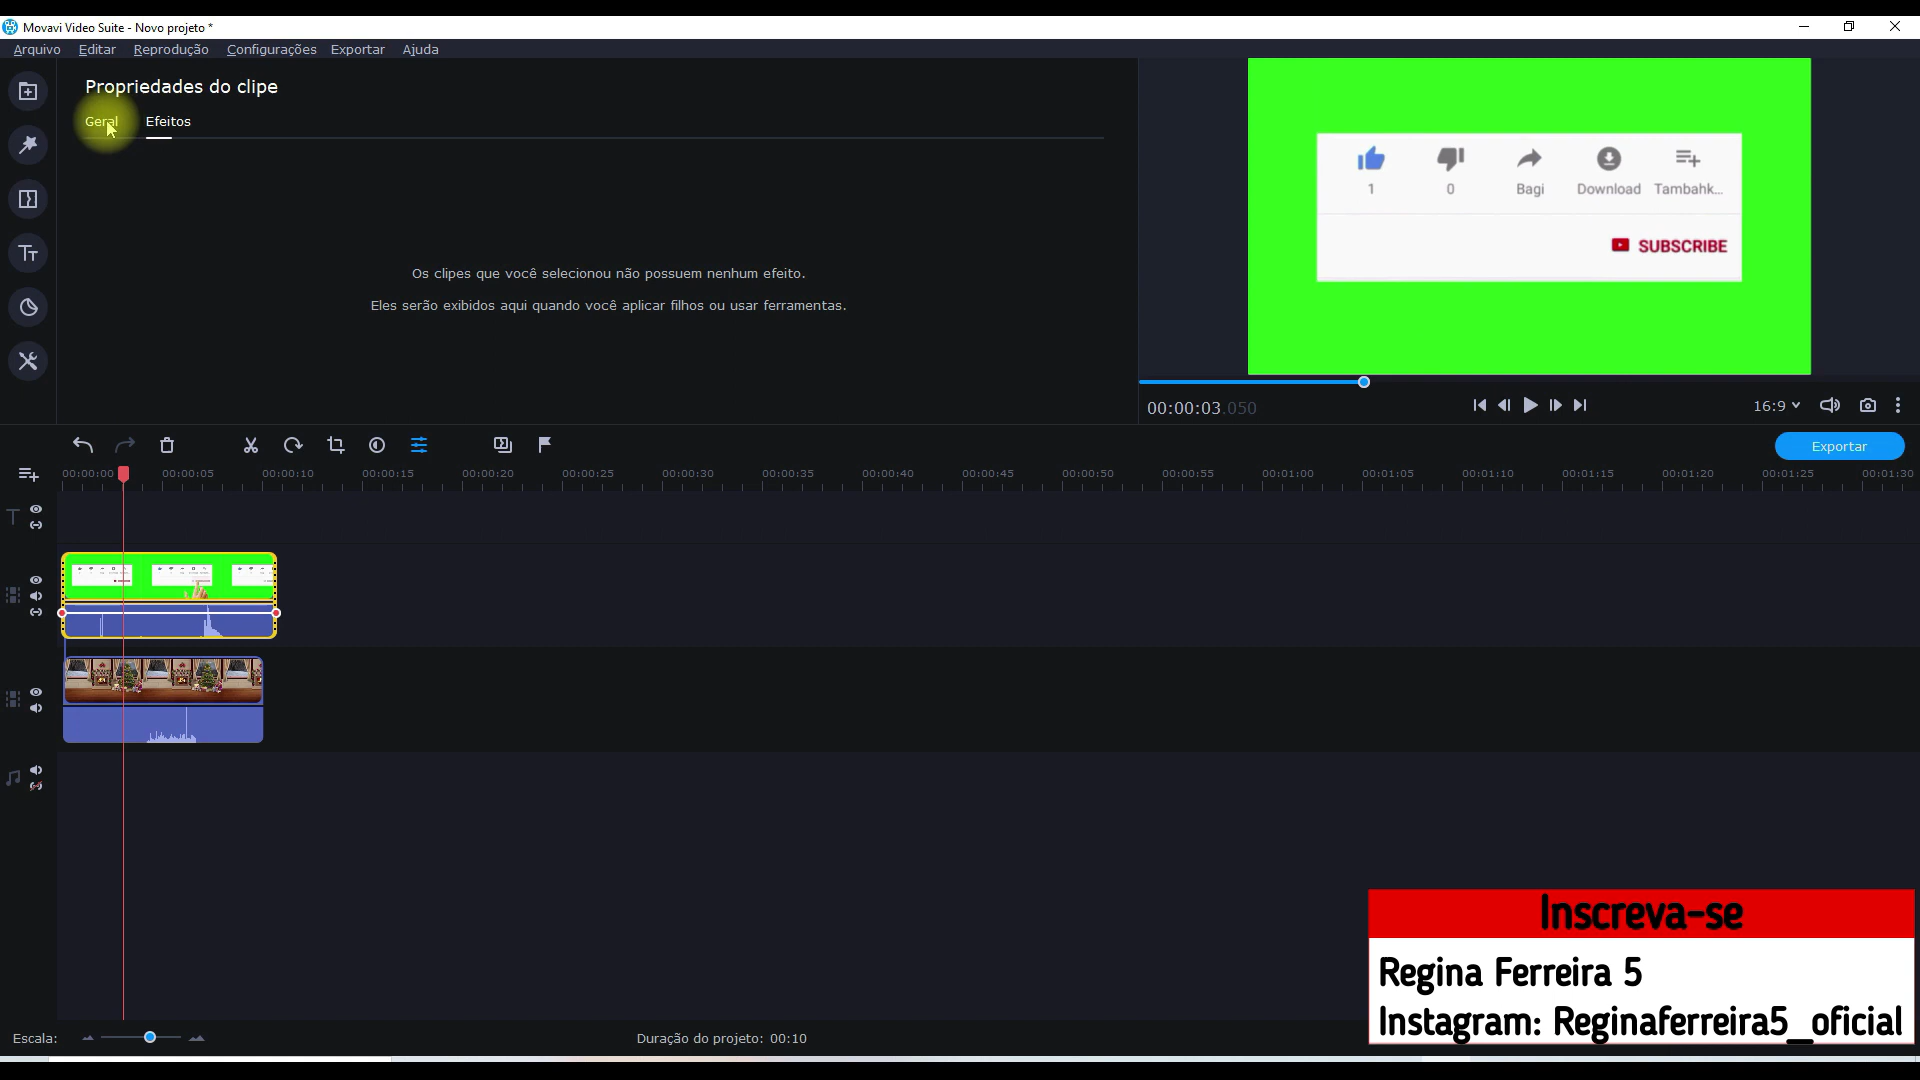 Movavi Video Suite - Novo projeto *
Arquivo Editar Reprodução Configurações Exportar Ajuda
Propriedades do clipe
Geral Efeitos
Os clipes que você selecionou não possuem nenhum efeito.
Eles serão exibidos aqui quando você aplicar filhos ou usar ferramentas.
1 0 Bagi Download Tambahk...
SUBSCRIBE
00:00:03.050
16:9
Exportar
00:00:00 00:00:05 00:00:10 00:00:15 00:00:20 00:00:25 00:00:30 00:00:35 00:00:40 00:00:45 00:00:50 00:00:55 00:01:00 00:01:05 00:01:10 00:01:15 00:01:20 00:01:25 00:01:30
Inscreva-se
Regina Ferreira 5
Instagram: Reginaferreira5_oficial
Escala:
Duração do projeto: 00:10